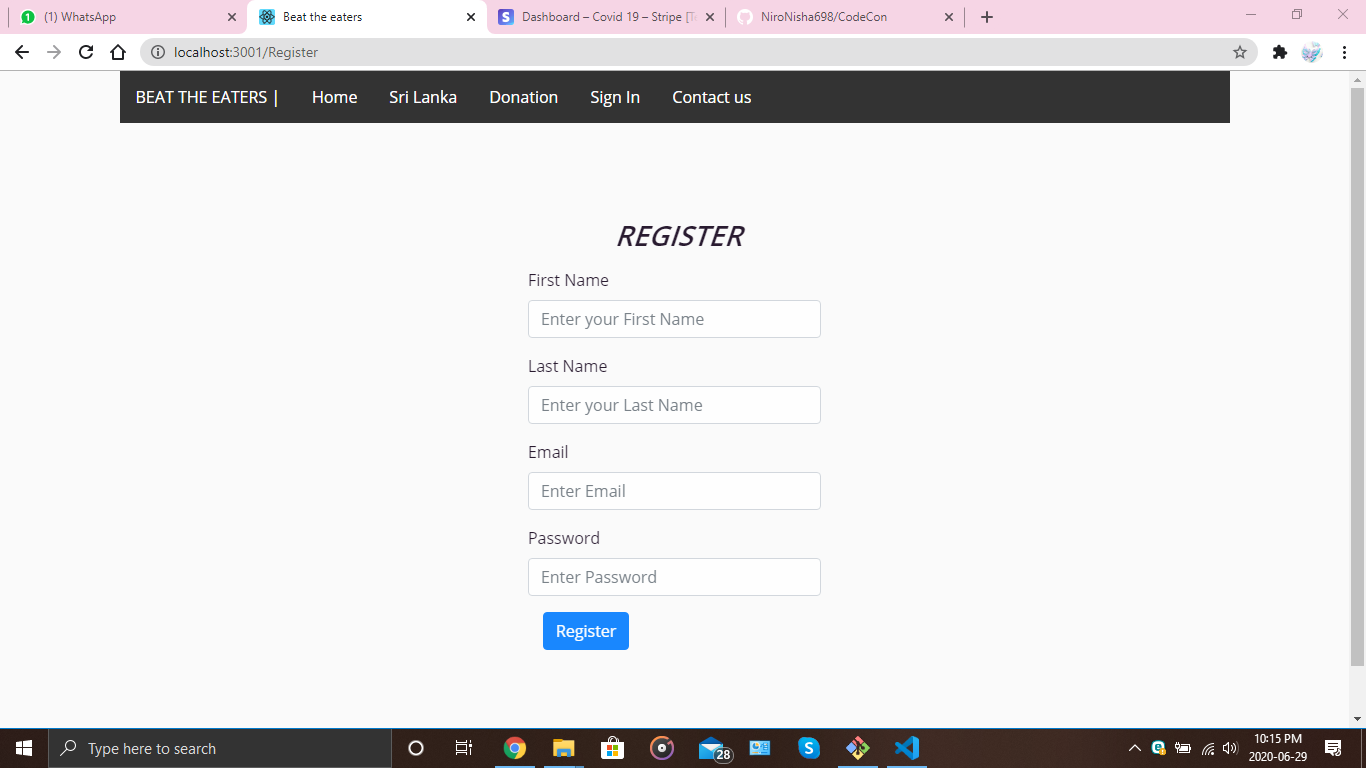 (1) WhatsApp
Beat the eaters
Dashboard – Covid 19 – Stripe [T
NiroNisha698/CodeCon
localhost:3001/Register
BEAT THE EATERS | Home Sri Lanka Donation Sign In Contact us
REGISTER
First Name
Enter your First Name
Last Name
Enter your Last Name
Email
Enter Email
Password
Enter Password
Register
Type here to search
28
10:15 PM
2020-06-29